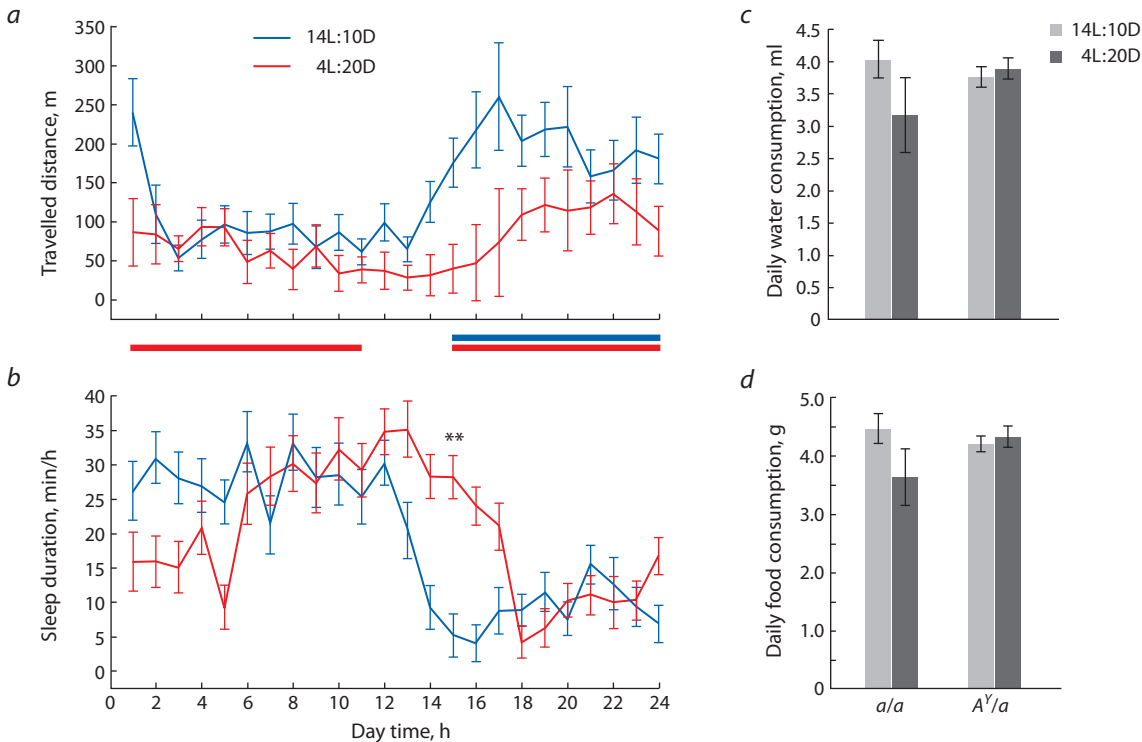 a
350
300
250
200
150
100
50
0
Travelled distance, m
14L:10D
4L:20D
b
40
35
30
25
20
15
10
5
0
Sleep duration, min/h
**
0 2 4 6 8 10 12 14 16 18 20 22 24
Day time, h
c
14L:10D
4L:20D
4.5
4.0
3.5
3.0
2.5
2.0
1.5
1.0
0.5
0
Daily water consumption, ml
d
5.0
4.0
3.0
2.0
1.0
0
Daily food consumption, g
a/a A^Y/a